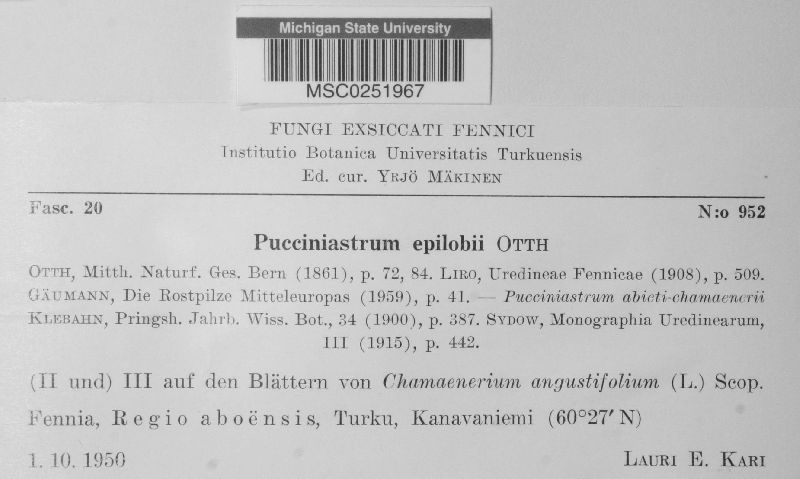 Michigan State University
MSC0251967
FUNGI EXSICCATI FENNICI
Institutio Botanica Universitatis Turkuensis
Ed. cur. YRJÖ MÄKINEN
Fasc. 20 N:o 952
Pucciniastrum epilobii OTTH
OTTH, Mitth. Naturf. Ges. Bern (1861), p. 72, 84. LIRO, Uredineae Fennicae (1908), p. 509.
GÄUMANN, Die Rostpilze Mitteleuropas (1959), p. 41. — Pucciniastrum abieti-chamaenerii
KLEBAHN, Pringsh. Jahrb. Wiss. Bot., 34 (1900), p. 387. SYDOW, Monographia Uredinearum,
III (1915), p. 442.
(II und) III auf den Blättern von Chamaenerium angustifolium (L.) Scop.
Fennia, Regio aboënsis, Turku, Kanavaniemi (60°27′ N)
1. 10. 1950 LAURI E. KARI